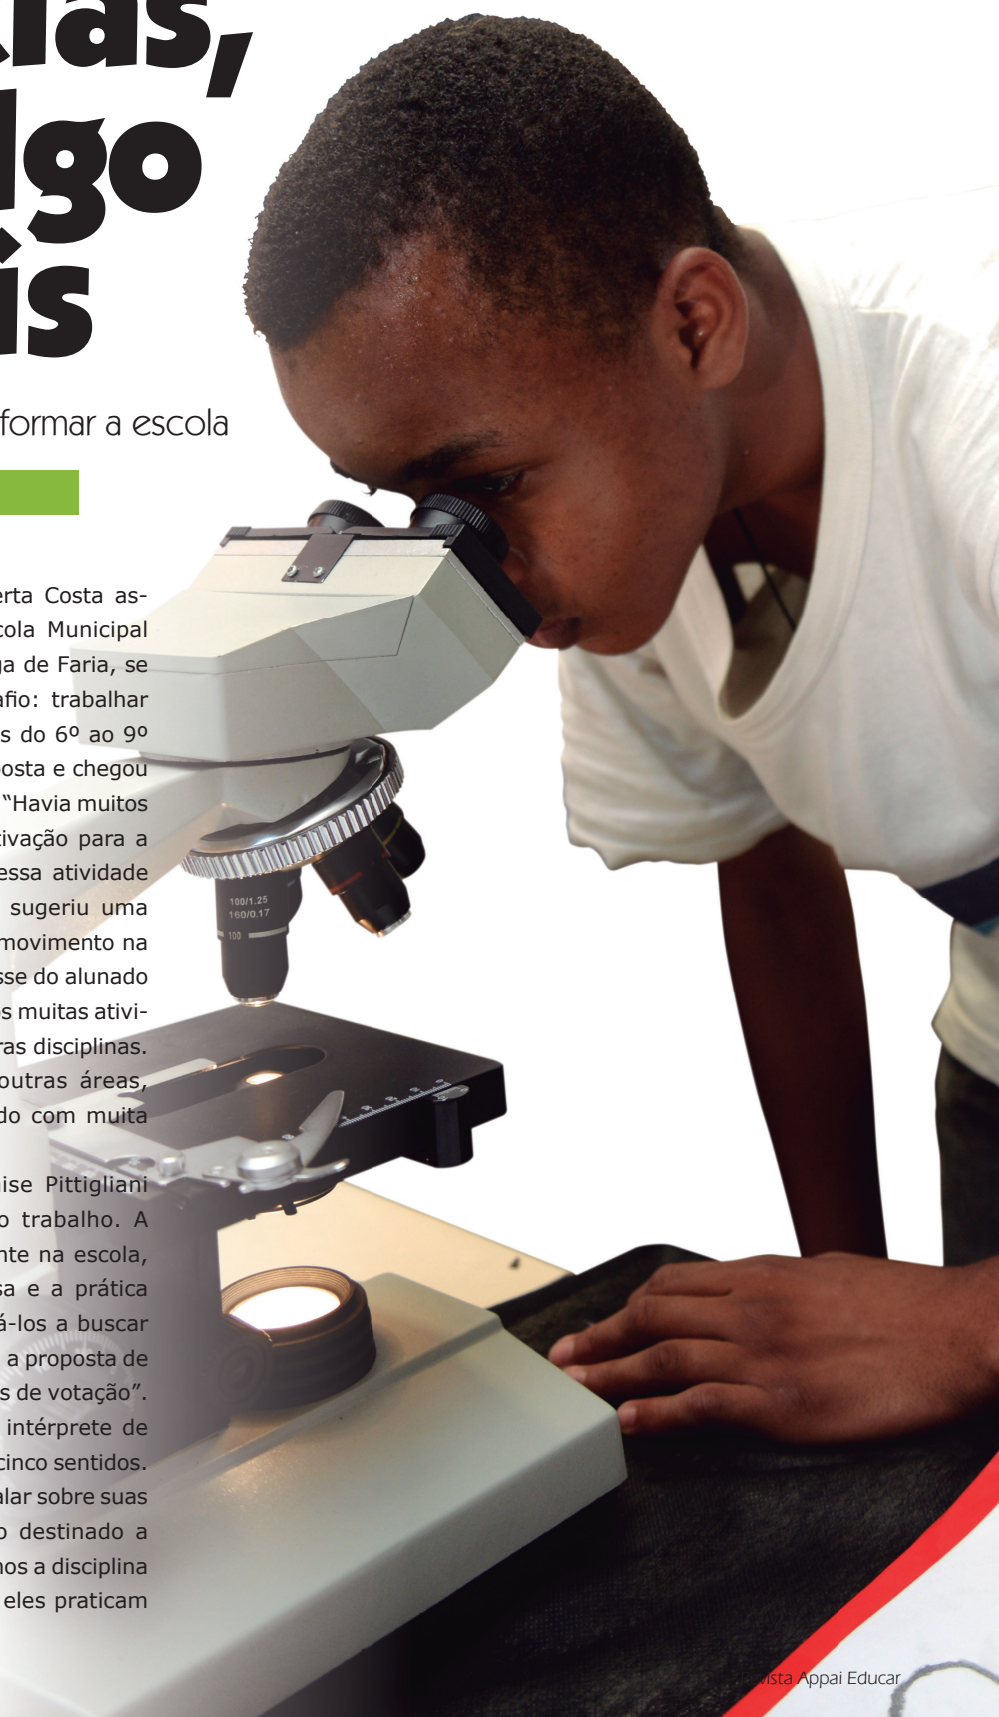 ias,
lgo
is
formar a escola
erta Costa as-
cola Municipal
ga de Faria, se
afio: trabalhar
s do 6º ao 9º
posta e chegou
“Havia muitos
tivação para a
essa atividade
sugeriu uma
movimento na
sse do alunado
s muitas ativi-
ras disciplinas.
outras áreas,
do com muita
ise Pittigliani
o trabalho. A
nte na escola,
sa e a prática
á-los a buscar
a proposta de
s de votação”.
intérprete de
cinco sentidos.
alar sobre suas
o destinado a
nos a disciplina
eles praticam
100/1.25
160/0.17
100
vista Appai Educar